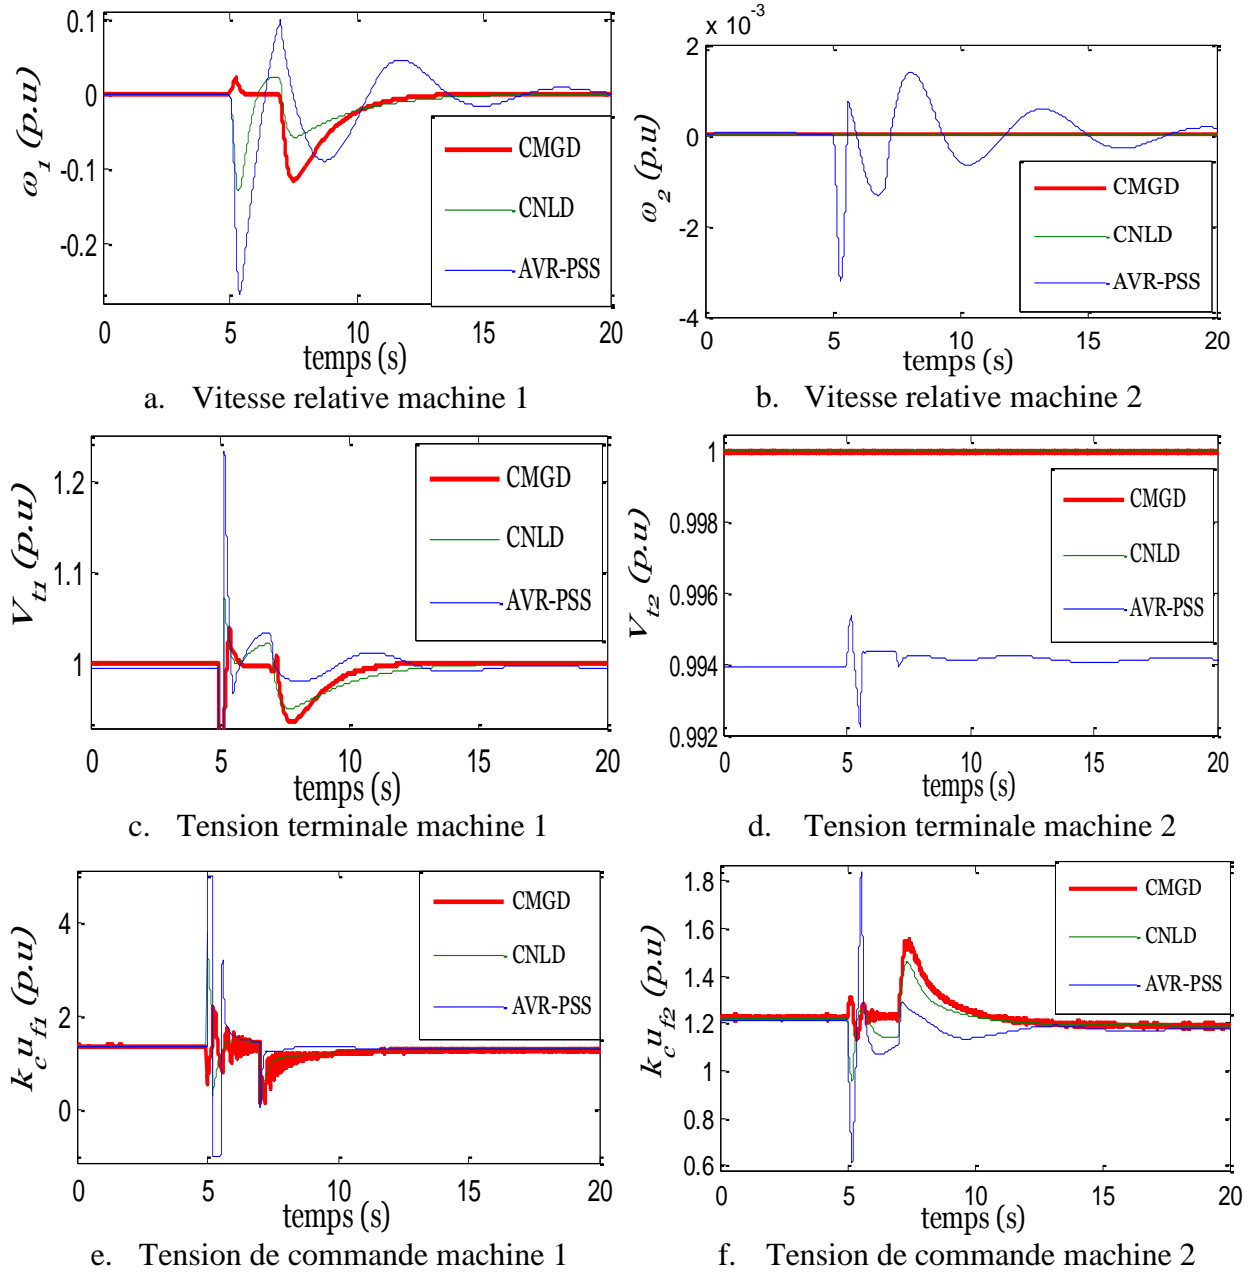 0.1
0
-0.1
-0.2
ω1 (p.u)
CMGD
CNLD
AVR-PSS
0 5 10 15 20
temps (s)
a. Vitesse relative machine 1
x 10-3
2
0
-2
-4
ω2 (p.u)
CMGD
CNLD
AVR-PSS
0 5 10 15 20
temps (s)
b. Vitesse relative machine 2
1.2
1.1
1
Vt1 (p.u)
CMGD
CNLD
AVR-PSS
0 5 10 15 20
temps (s)
c. Tension terminale machine 1
1
0.998
0.996
0.994
0.992
Vt2 (p.u)
CMGD
CNLD
AVR-PSS
0 5 10 15 20
temps (s)
d. Tension terminale machine 2
4
2
0
kc uf1 (p.u)
CMGD
CNLD
AVR-PSS
0 5 10 15 20
temps (s)
e. Tension de commande machine 1
1.8
1.6
1.4
1.2
1
0.8
0.6
kc uf2 (p.u)
CMGD
CNLD
AVR-PSS
0 5 10 15 20
temps (s)
f. Tension de commande machine 2